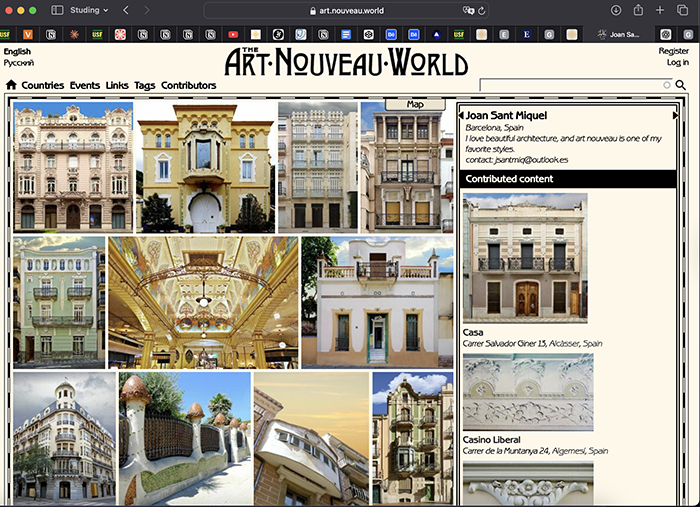 Studing
art.nouveau.world
USF
USF
USF
Joan Sa...
English
Русский
THE
ART·NOUVEAU·WORLD
Register
Log in
Countries Events Links Tags Contributors
Map
Joan Sant Miquel
Barcelona, Spain
I love beautiful architecture, and art nouveau is one of my
favorite styles.
contact: jsantmiq@outlook.es
Contributed content
Casa
Carrer Salvador Giner 13, Alcàsser, Spain
Casino Liberal
Carrer de la Muntanya 24, Algemesí, Spain